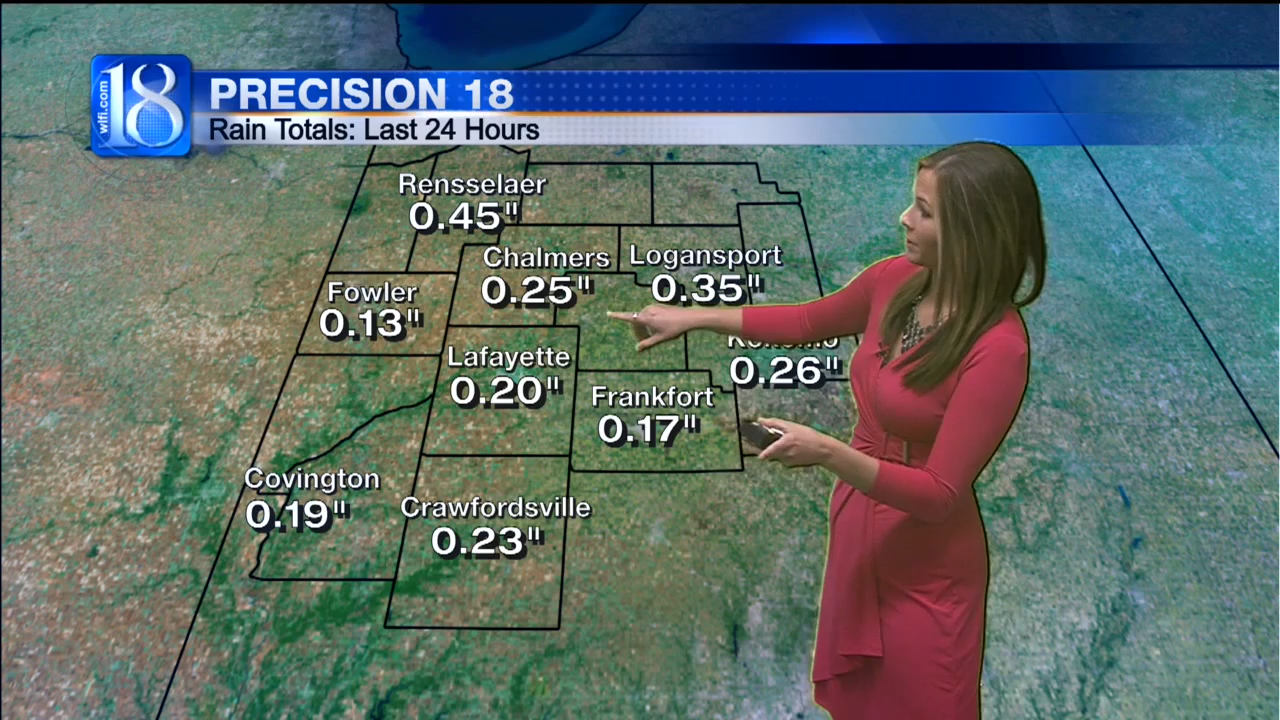 wlfi.com
18
PRECISION 18
Rain Totals: Last 24 Hours
Rensselaer
0.45"
Chalmers
0.25"
Logansport
0.35"
Fowler
0.13"
Lafayette
0.20"
0.26"
Frankfort
0.17"
Covington
0.19"
Crawfordsville
0.23"